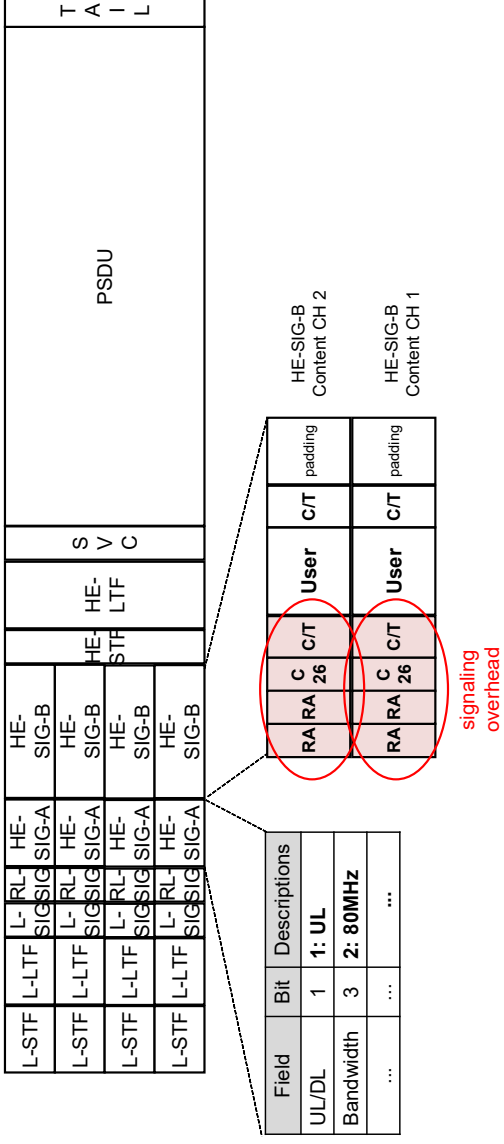 L-STF L-LTF L-SIG RL-SIG HE-SIG-A HE-SIG-B HE-STF HE-LTF SVC PSDU TAIL
L-STF L-LTF L-SIG RL-SIG HE-SIG-A HE-SIG-B
L-STF L-LTF L-SIG RL-SIG HE-SIG-A HE-SIG-B
L-STF L-LTF L-SIG RL-SIG HE-SIG-A HE-SIG-B
Field Bit Descriptions
UL/DL 1 1: UL
Bandwidth 3 2: 80MHz
... ... ...
RA RA C 26 C/T User C/T padding
HE-SIG-B
Content CH 2
RA RA C 26 C/T User C/T padding
HE-SIG-B
Content CH 1
signaling
overhead